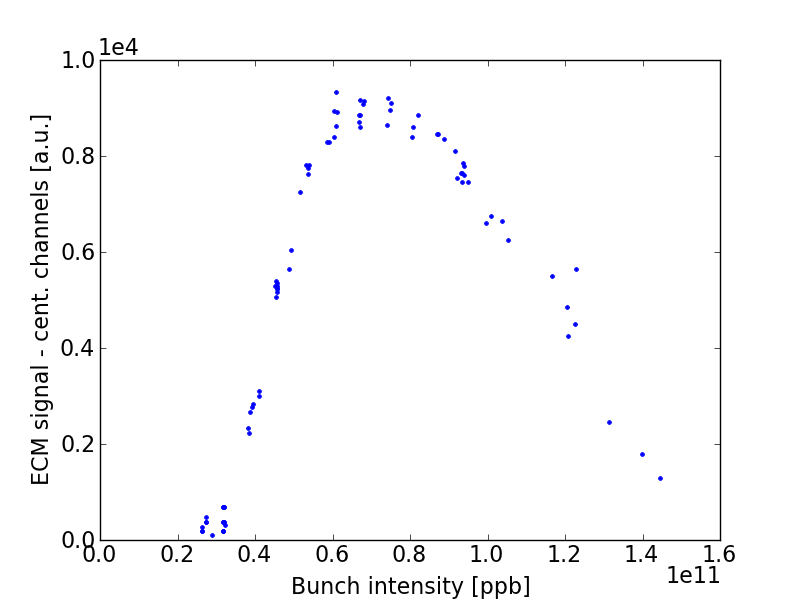 1e4
1.0
0.8
0.6
0.4
0.2
0.0
ECM signal - cent. channels [a.u.]
0.0 0.2 0.4 0.6 0.8 1.0 1.2 1.4 1.6
1e11
Bunch intensity [ppb]